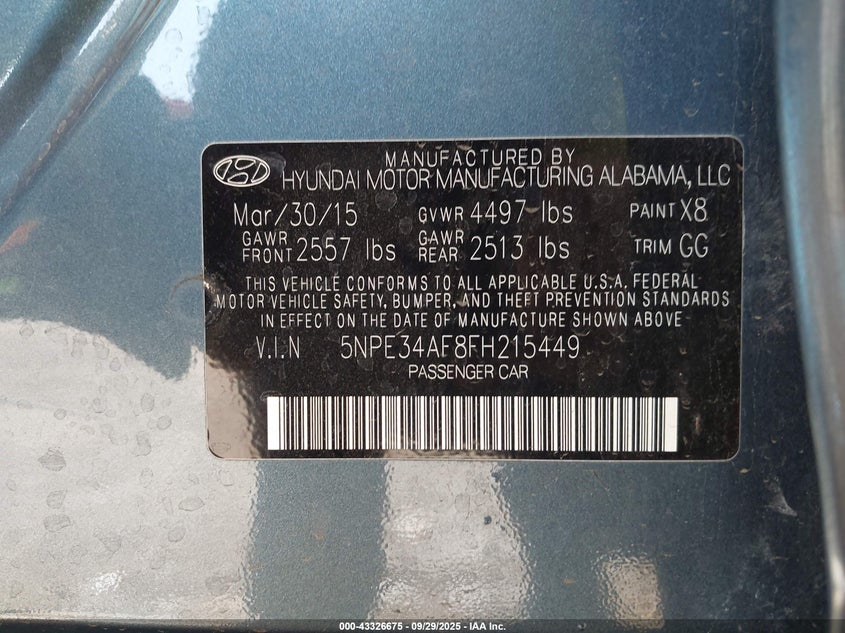 MANUFACTURED BY
HYUNDAI MOTOR MANUFACTURING ALABAMA, LLC
Mar/30/15 GVWR 4497 lbs PAINT X8
GAWR FRONT 2557 lbs GAWR REAR 2513 lbs TRIM GG
THIS VEHICLE CONFORMS TO ALL APPLICABLE U.S.A. FEDERAL
MOTOR VEHICLE SAFETY, BUMPER, AND THEFT PREVENTION STANDARDS
IN EFFECT ON THE DATE OF MANUFACTURE SHOWN ABOVE
V.I.N 5NPE34AF8FH215449
PASSENGER CAR
000-43326675 - 09/29/2025 - IAA Inc.